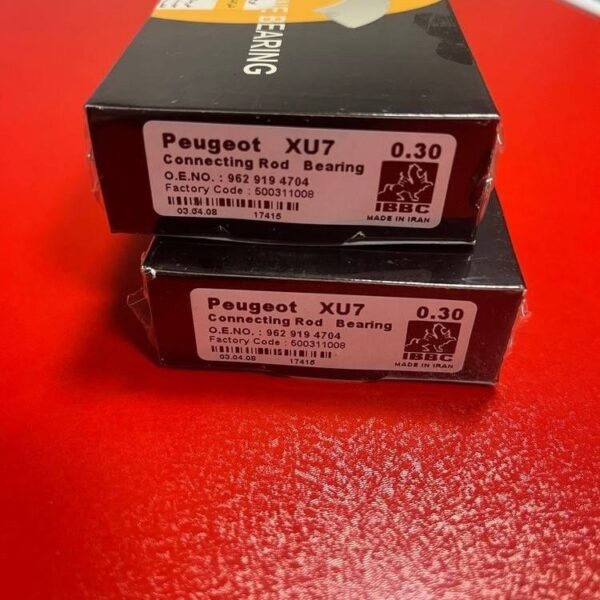 E BEARING
Peugeot XU7 0.30
Connecting Rod Bearing
O.E.NO. : 962 919 4704
Factory Code : 500311008
03.04.08 17415
IBBC
MADE IN IRAN
Peugeot XU7 0.30
Connecting Rod Bearing
O.E.NO. : 962 919 4704
Factory Code : 500311008
03.04.08 17415
IBBC
MADE IN IRAN